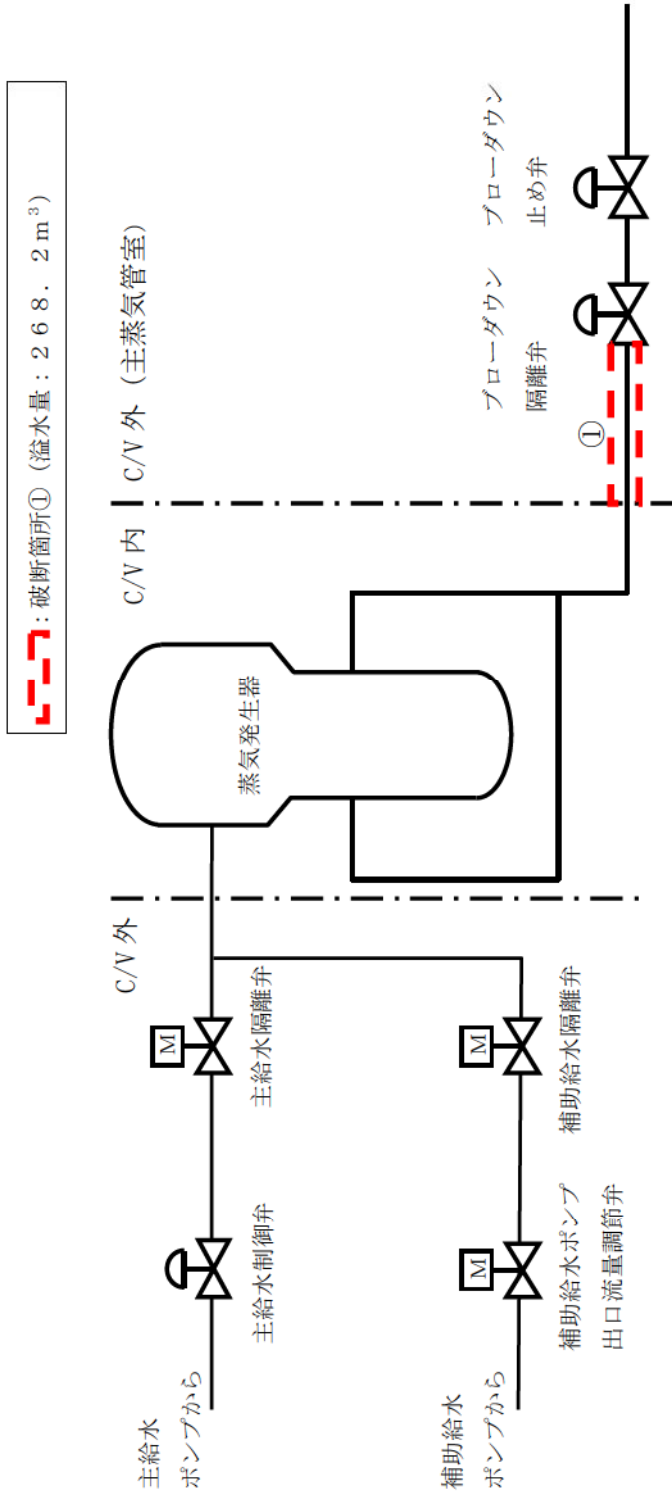 ：破断箇所①（溢水量：２６８．２ｍ³）
C/V 外
C/V 内
C/V 外（主蒸気管室）
主給水
ポンプから
主給水制御弁
M
主給水隔離弁
蒸気発生器
補助給水
ポンプから
M
補助給水ポンプ
出口流量調節弁
M
補助給水隔離弁
①
ブローダウン
隔離弁
ブローダウン
止め弁